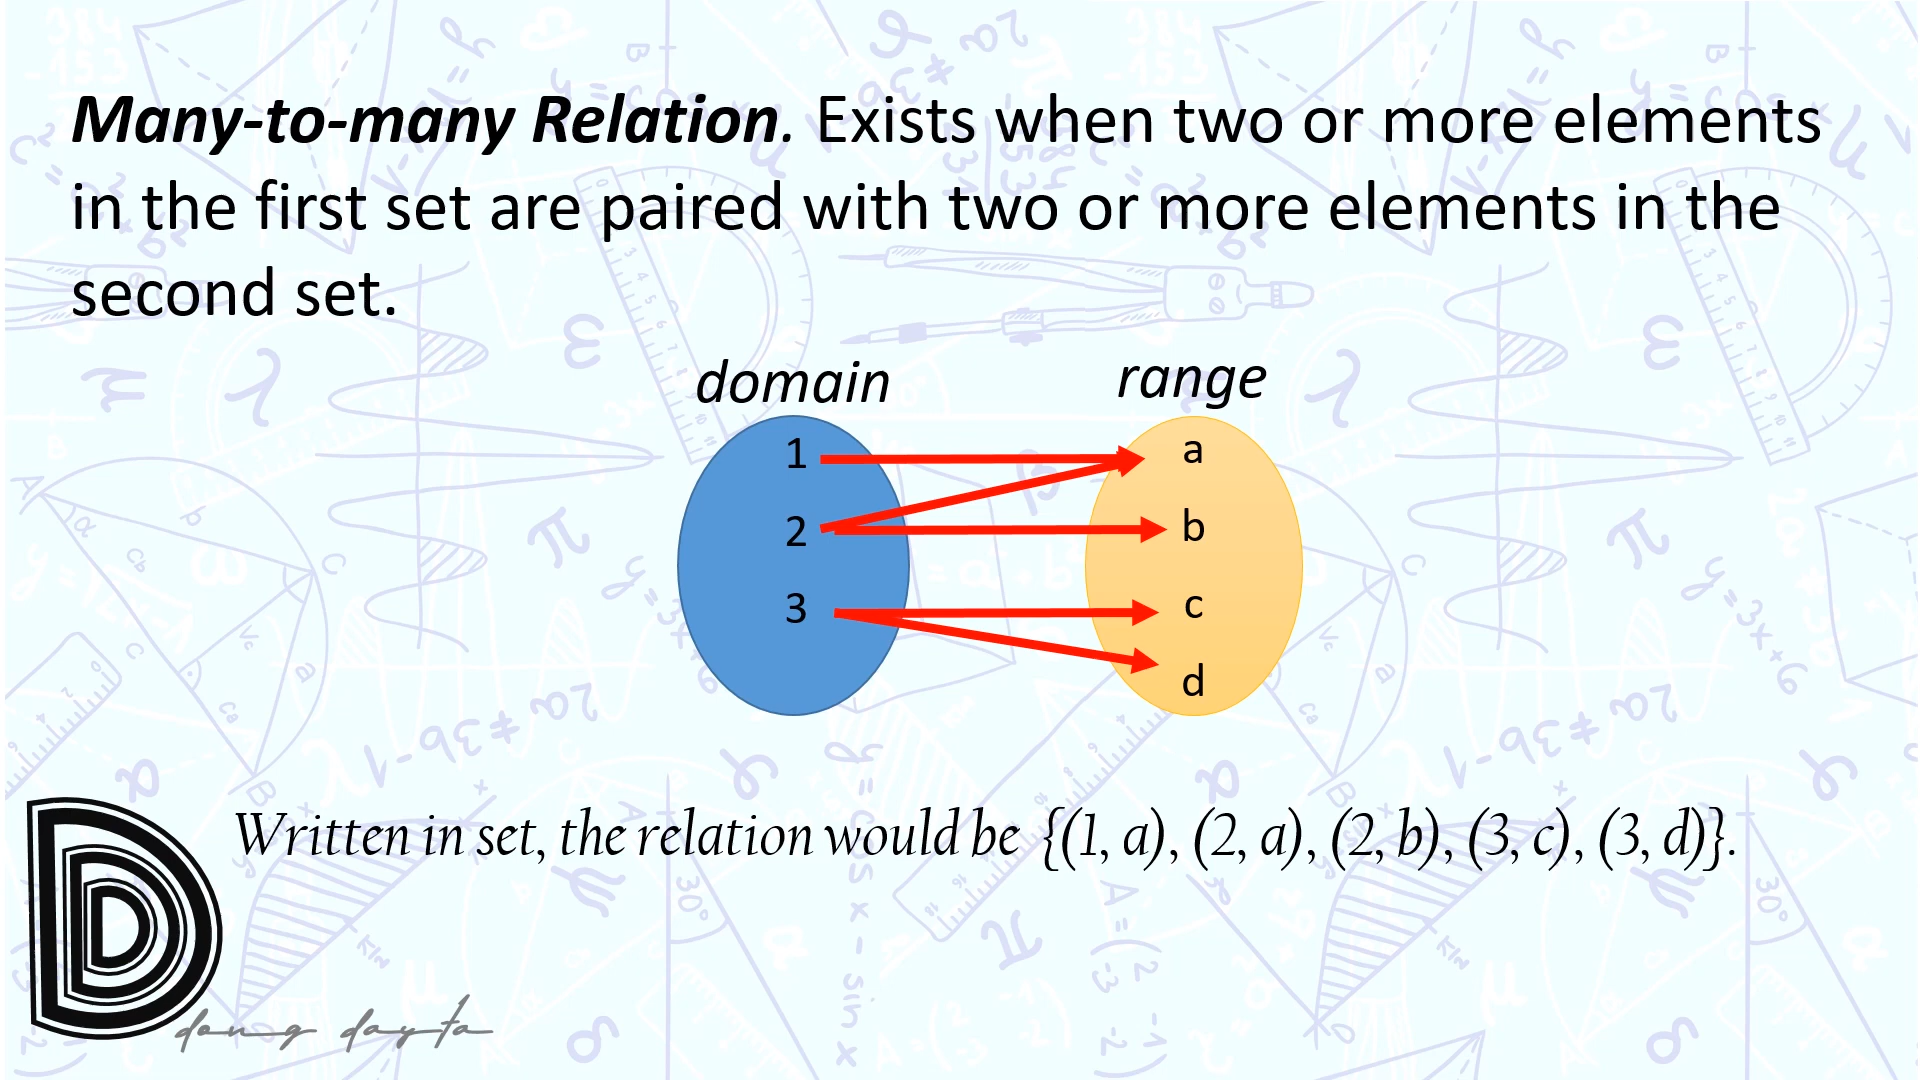 Many-to-many Relation. Exists when two or more elements
in the first set are paired with two or more elements in the
second set.
domain range
1 a
2 b
3 c
d
Written in set, the relation would be {(1, a), (2, a), (2, b), (3, c), (3, d)}.
dong dayta